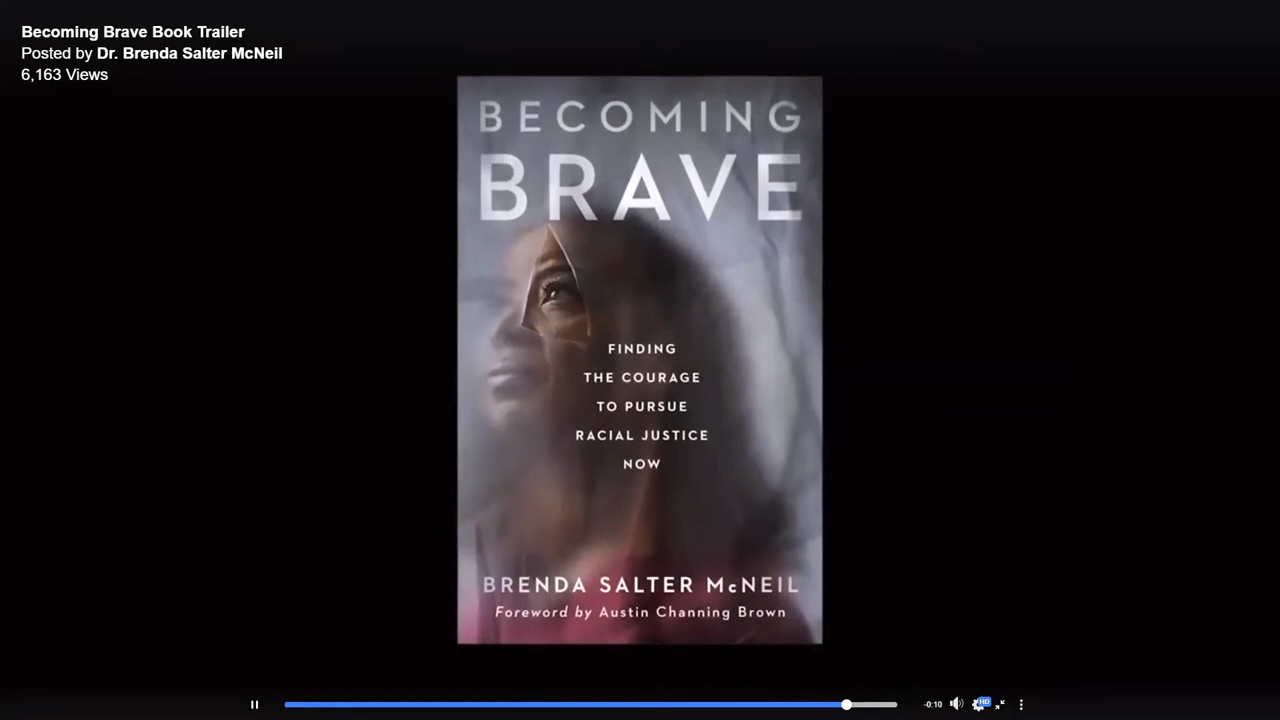 Becoming Brave Book Trailer
Posted by Dr. Brenda Salter McNeil
6,163 Views
BECOMING
BRAVE
FINDING
THE COURAGE
TO PURSUE
RACIAL JUSTICE
NOW
BRENDA SALTER McNEIL
Foreword by Austin Channing Brown
-0:10
HD